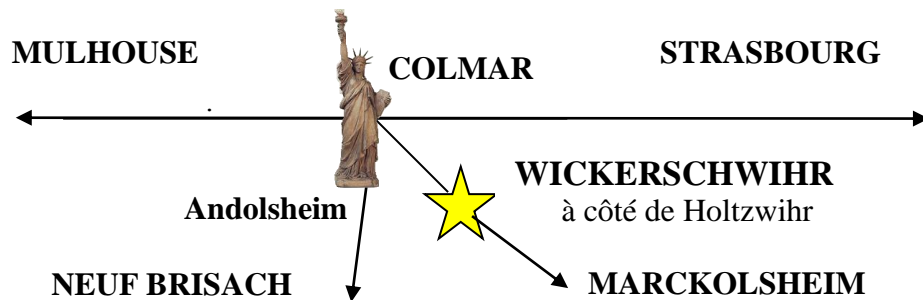 MULHOUSE
STRASBOURG
COLMAR
WICKERSCHWIHR
à côté de Holtzwihr
Andolsheim
NEUF BRISACH
MARCKOLSHEIM